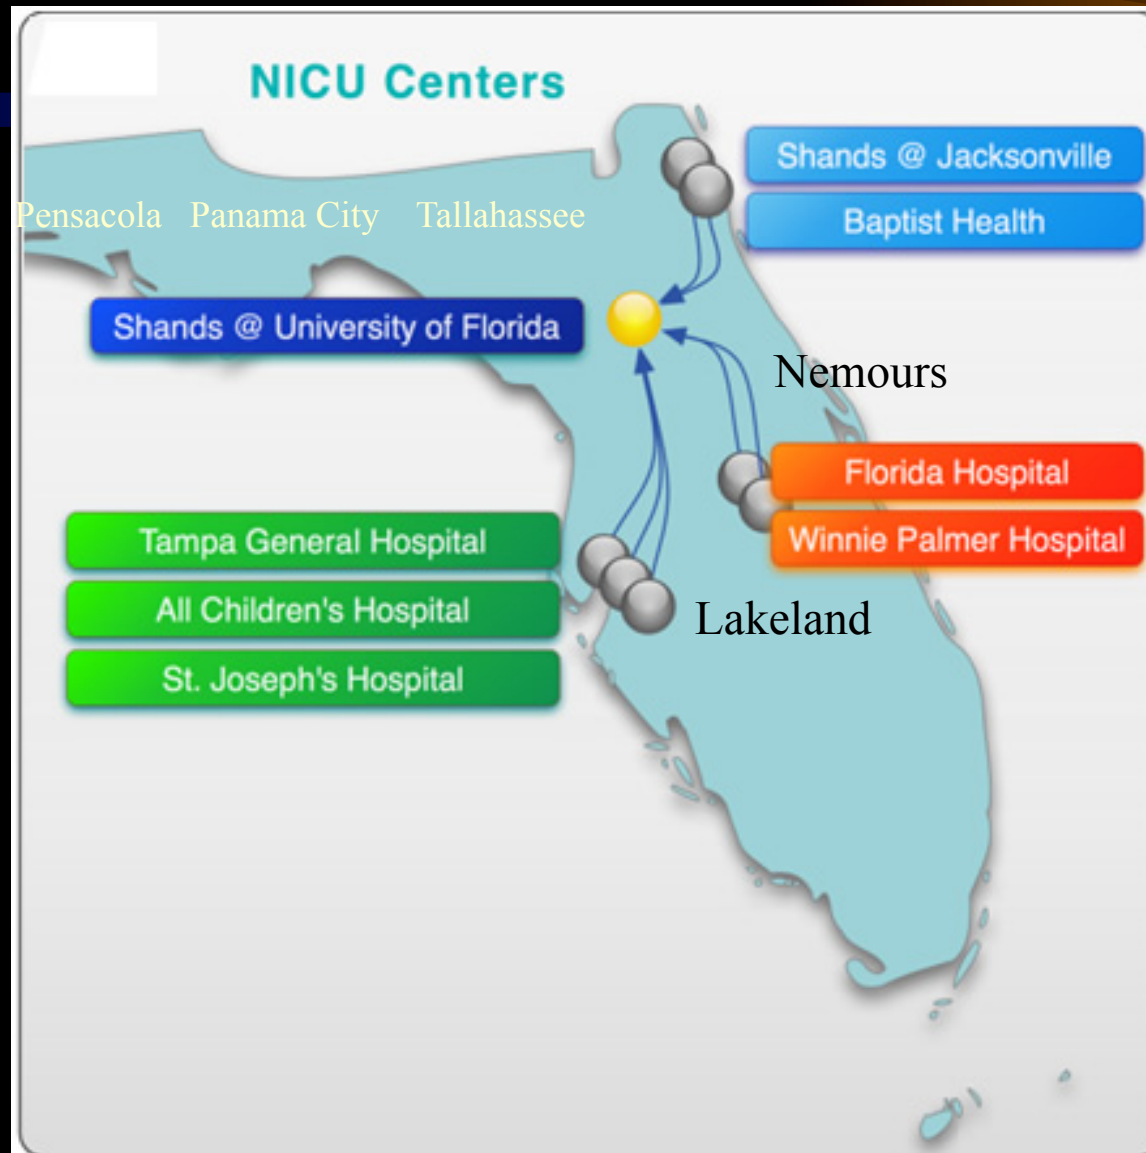 NICU Centers
Shands @ Jacksonville
Baptist Health
Pensacola Panama City Tallahassee
Shands @ University of Florida
Nemours
Florida Hospital
Winnie Palmer Hospital
Tampa General Hospital
All Children's Hospital
St. Joseph's Hospital
Lakeland